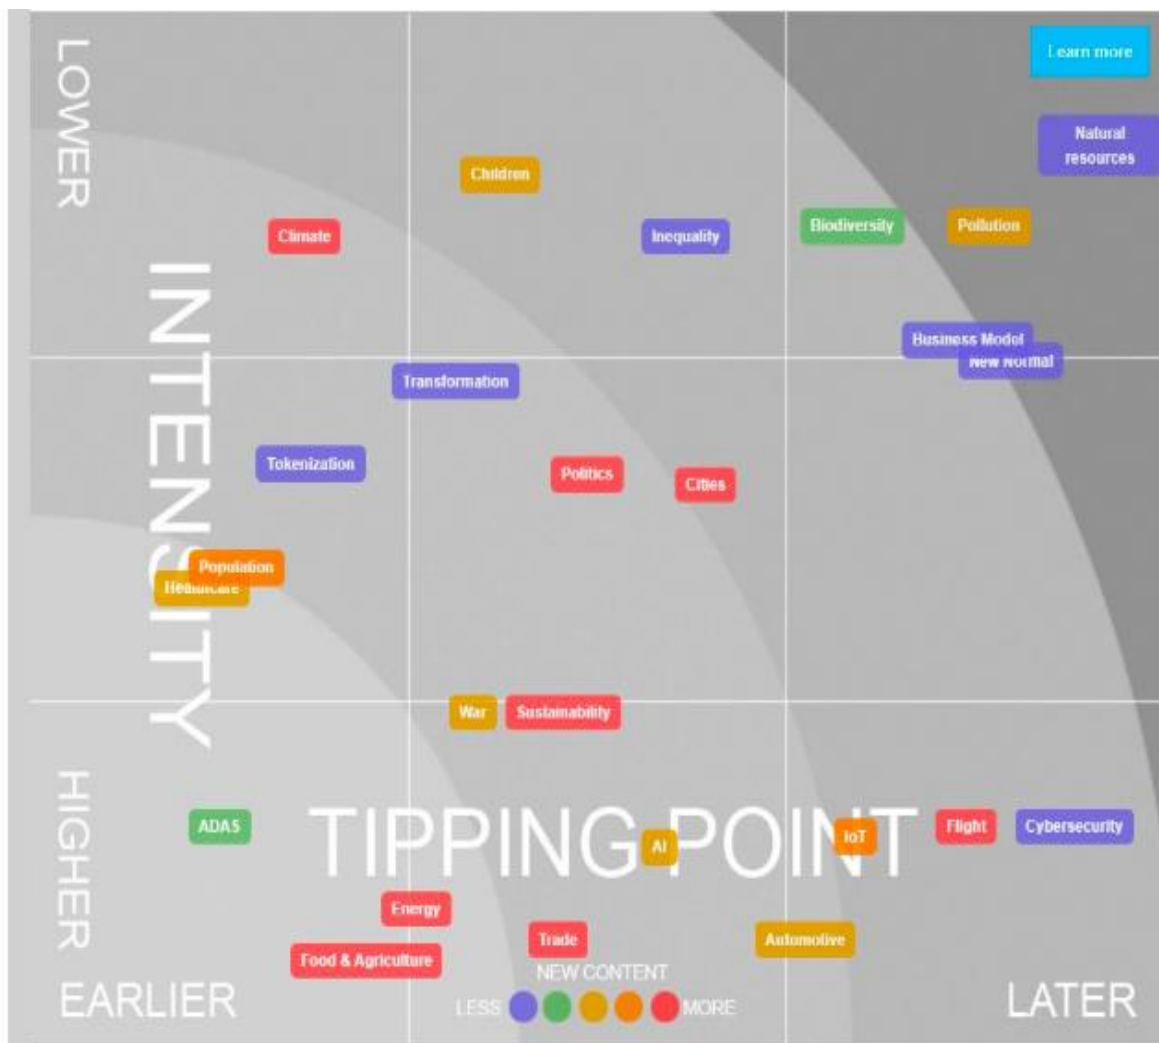 LOWER
Learn more
Natural
resources
Children
Biodiversity
Pollution
Climate
Inequality
INTENSITY
Business Model
New Normal
Transformation
Tokenization
Politics
Cities
Population
Healthcare
War
Sustainability
HIGHER
ADAS
TIPPING POINT
AI
IoT
Flight
Cybersecurity
Energy
Trade
Automotive
Food & Agriculture
NEW CONTENT
EARLIER
LESS
MORE
LATER